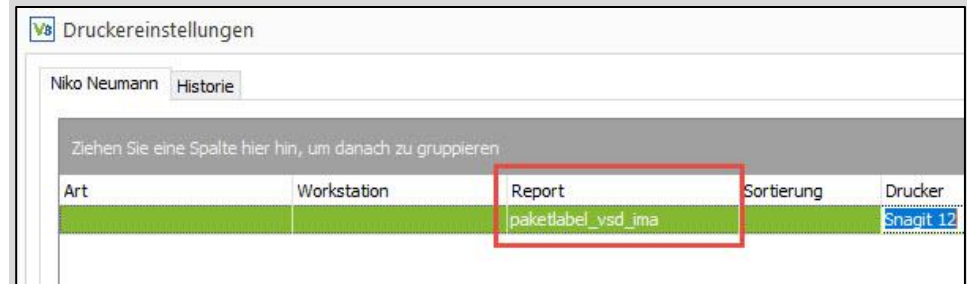 V8 Druckereinstellungen
Niko Neumann Historie
Ziehen Sie eine Spalte hier hin, um danach zu gruppieren
Art Workstation Report Sortierung Drucker
paketlabel_vsd_ima Snagit 12